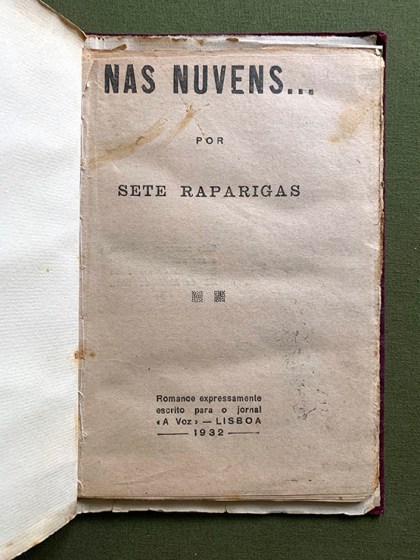 NAS NUVENS...
POR
SETE RAPARIGAS
Romance expressamente
escrito para o jornal
«A Voz» — LISBOA
— 1932 —